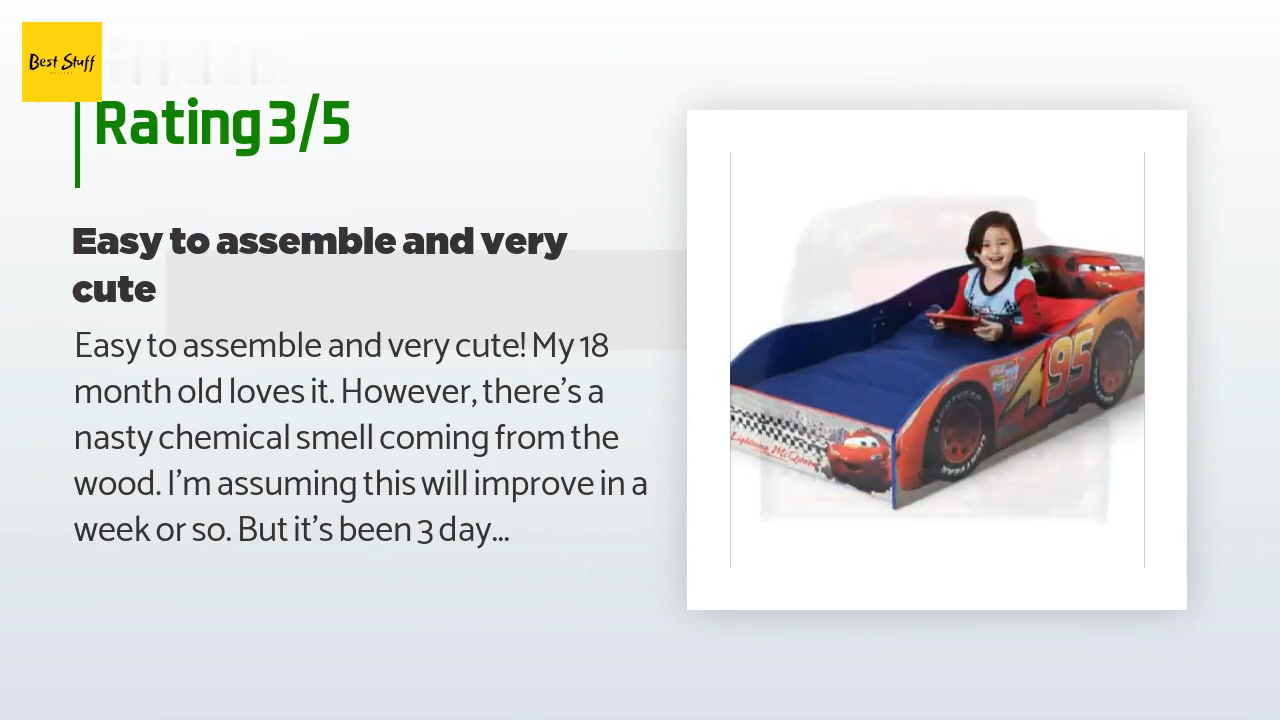 Best Stuff
Rating 3/5
Easy to assemble and very
cute
Easy to assemble and very cute! My 18
month old loves it. However, there's a
nasty chemical smell coming from the
wood. I'm assuming this will improve in a
week or so. But it's been 3 day...
95
LIGHTYEAR
LIGHTYEAR
Lightning McQueen